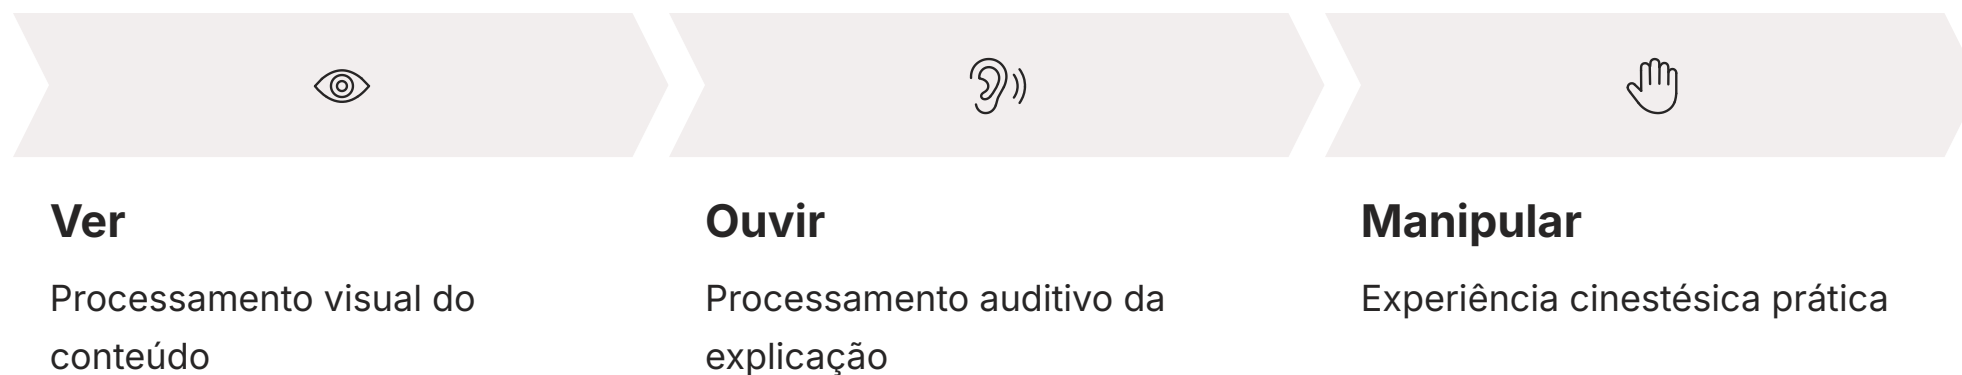 Ver
Processamento visual do
conteúdo
Ouvir
Processamento auditivo da
explicação
Manipular
Experiência cinestésica prática